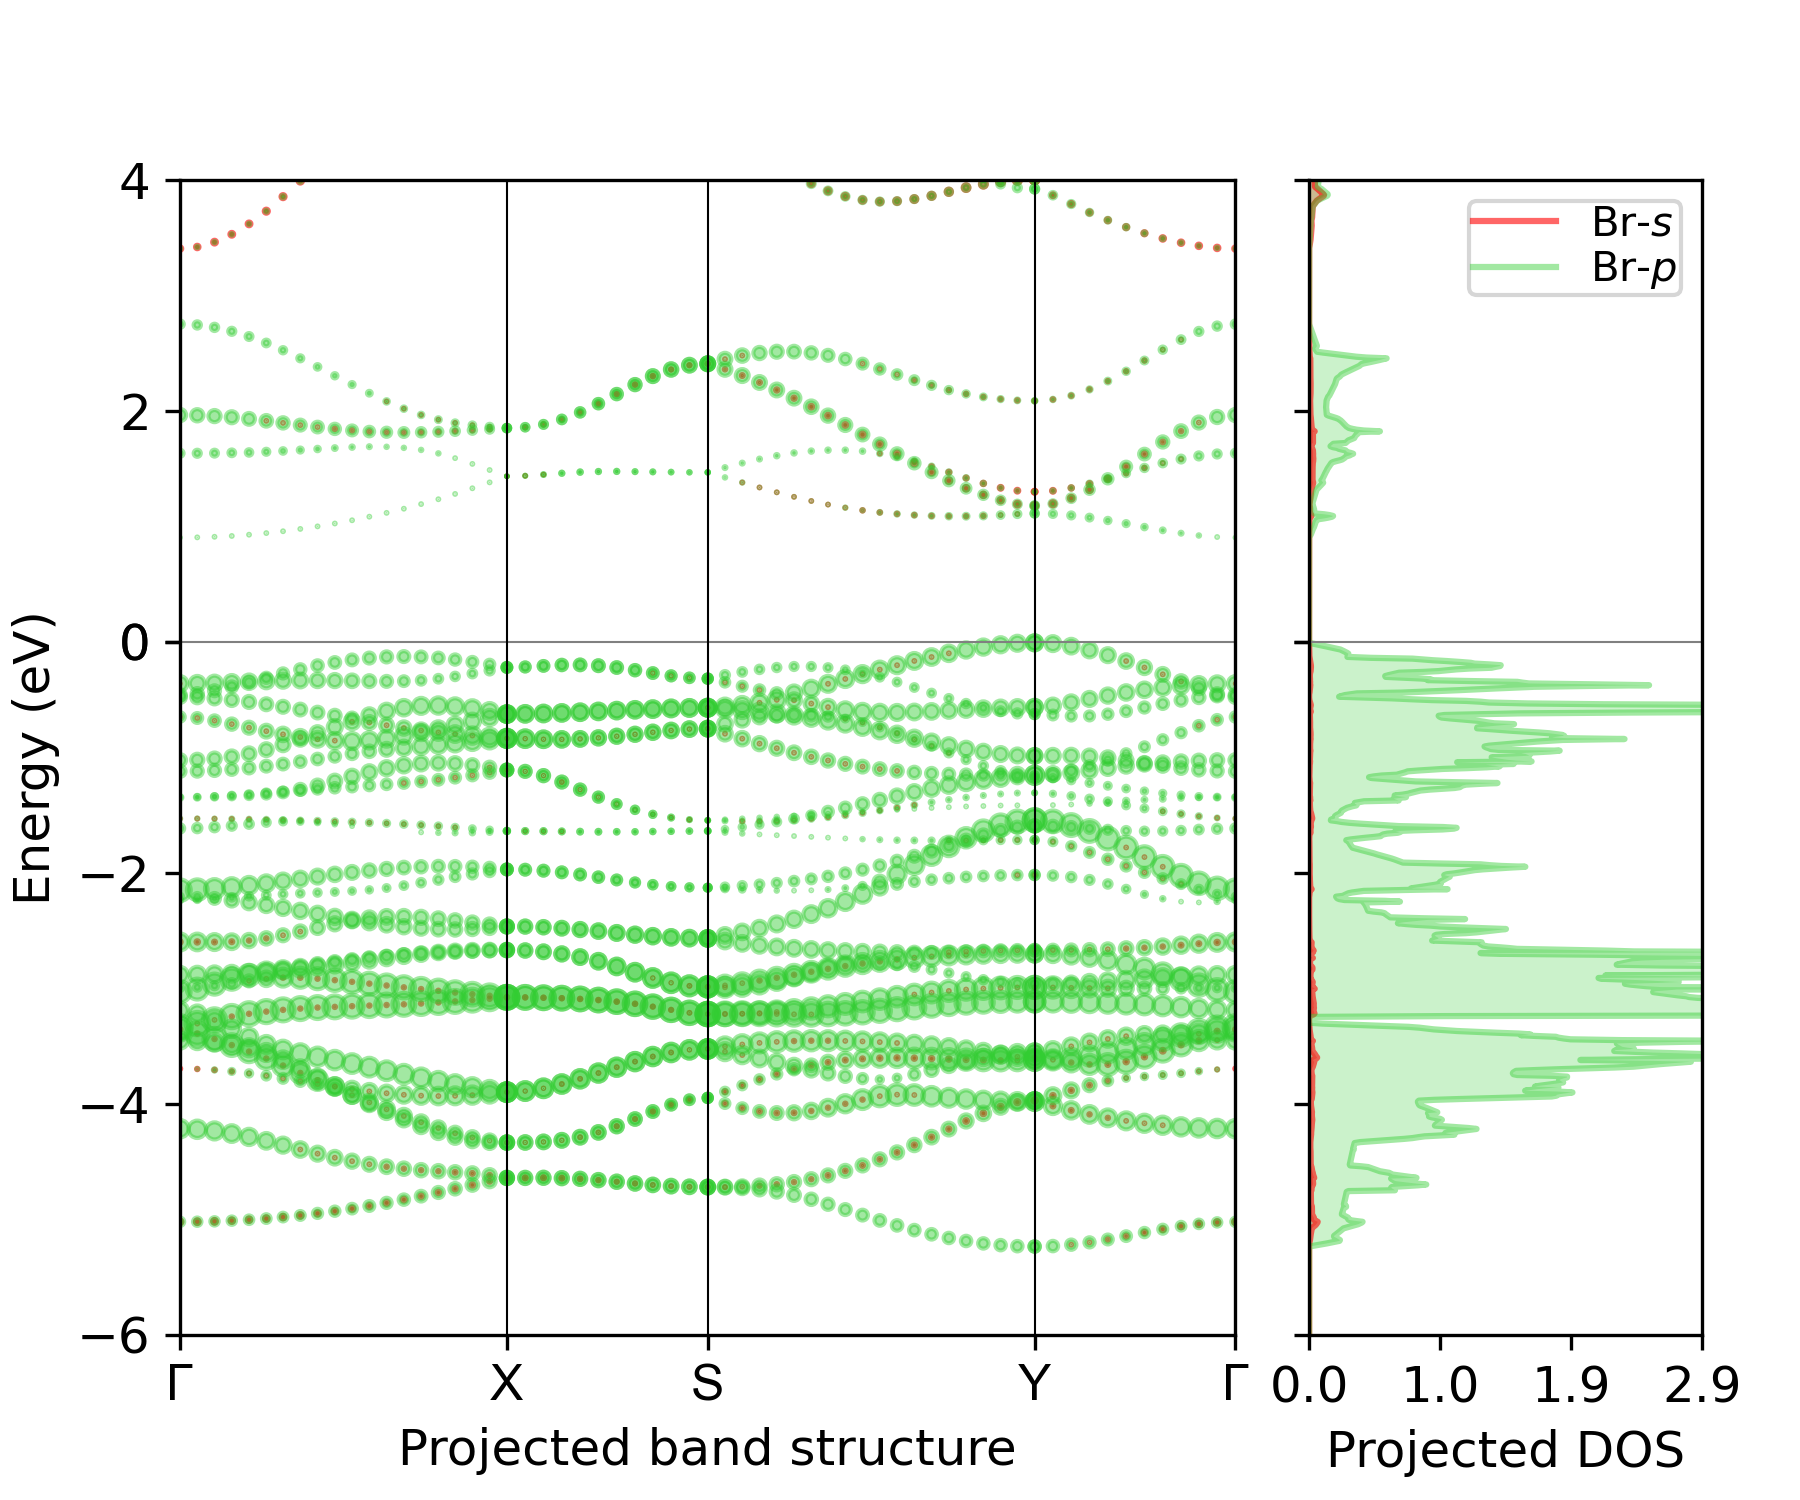 4
2
0
−2
−4
−6
Energy (eV)
Γ
X
S
Y
Γ
Projected band structure
Br-s
Br-p
0.0
1.0
1.9
2.9
Projected DOS